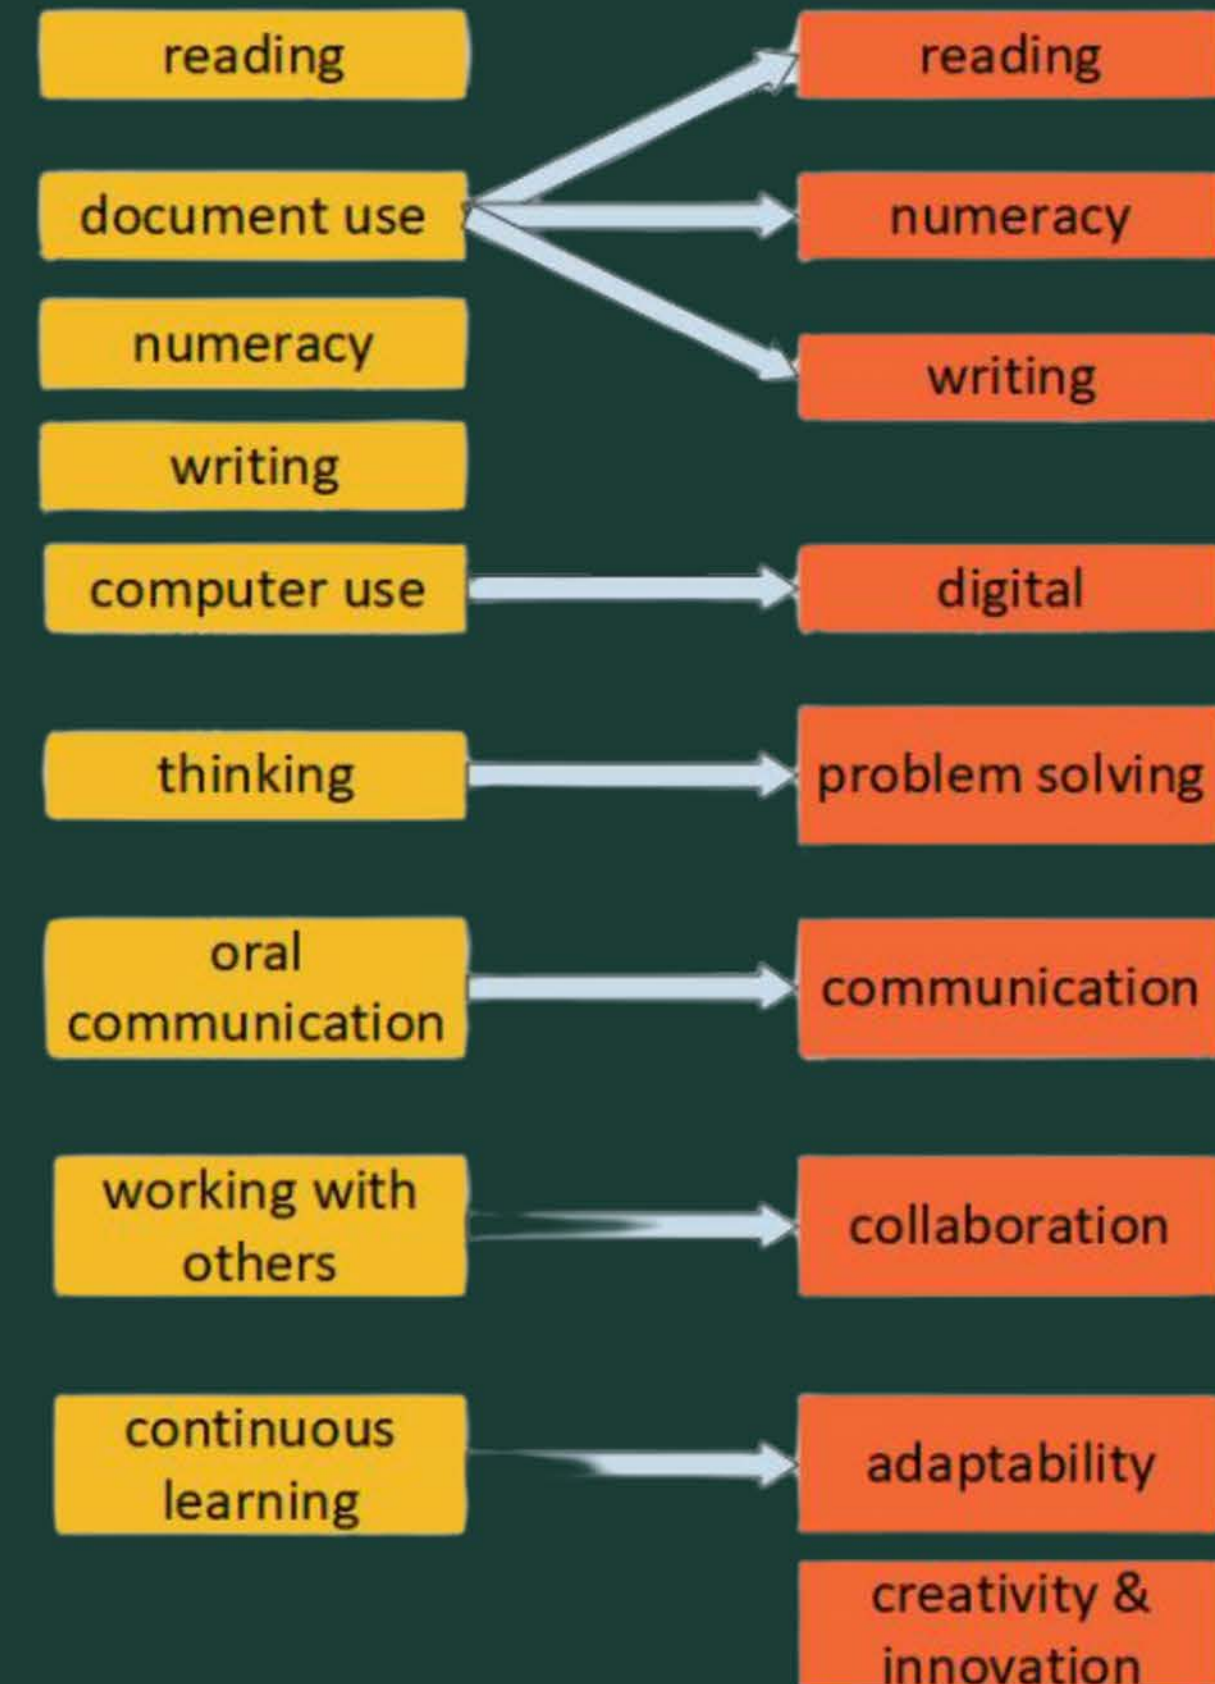 reading
reading
document use
numeracy
numeracy
writing
writing
computer use
digital
thinking
problem solving
oral
communication
communication
working with
others
collaboration
continuous
learning
adaptability
creativity &
innovation